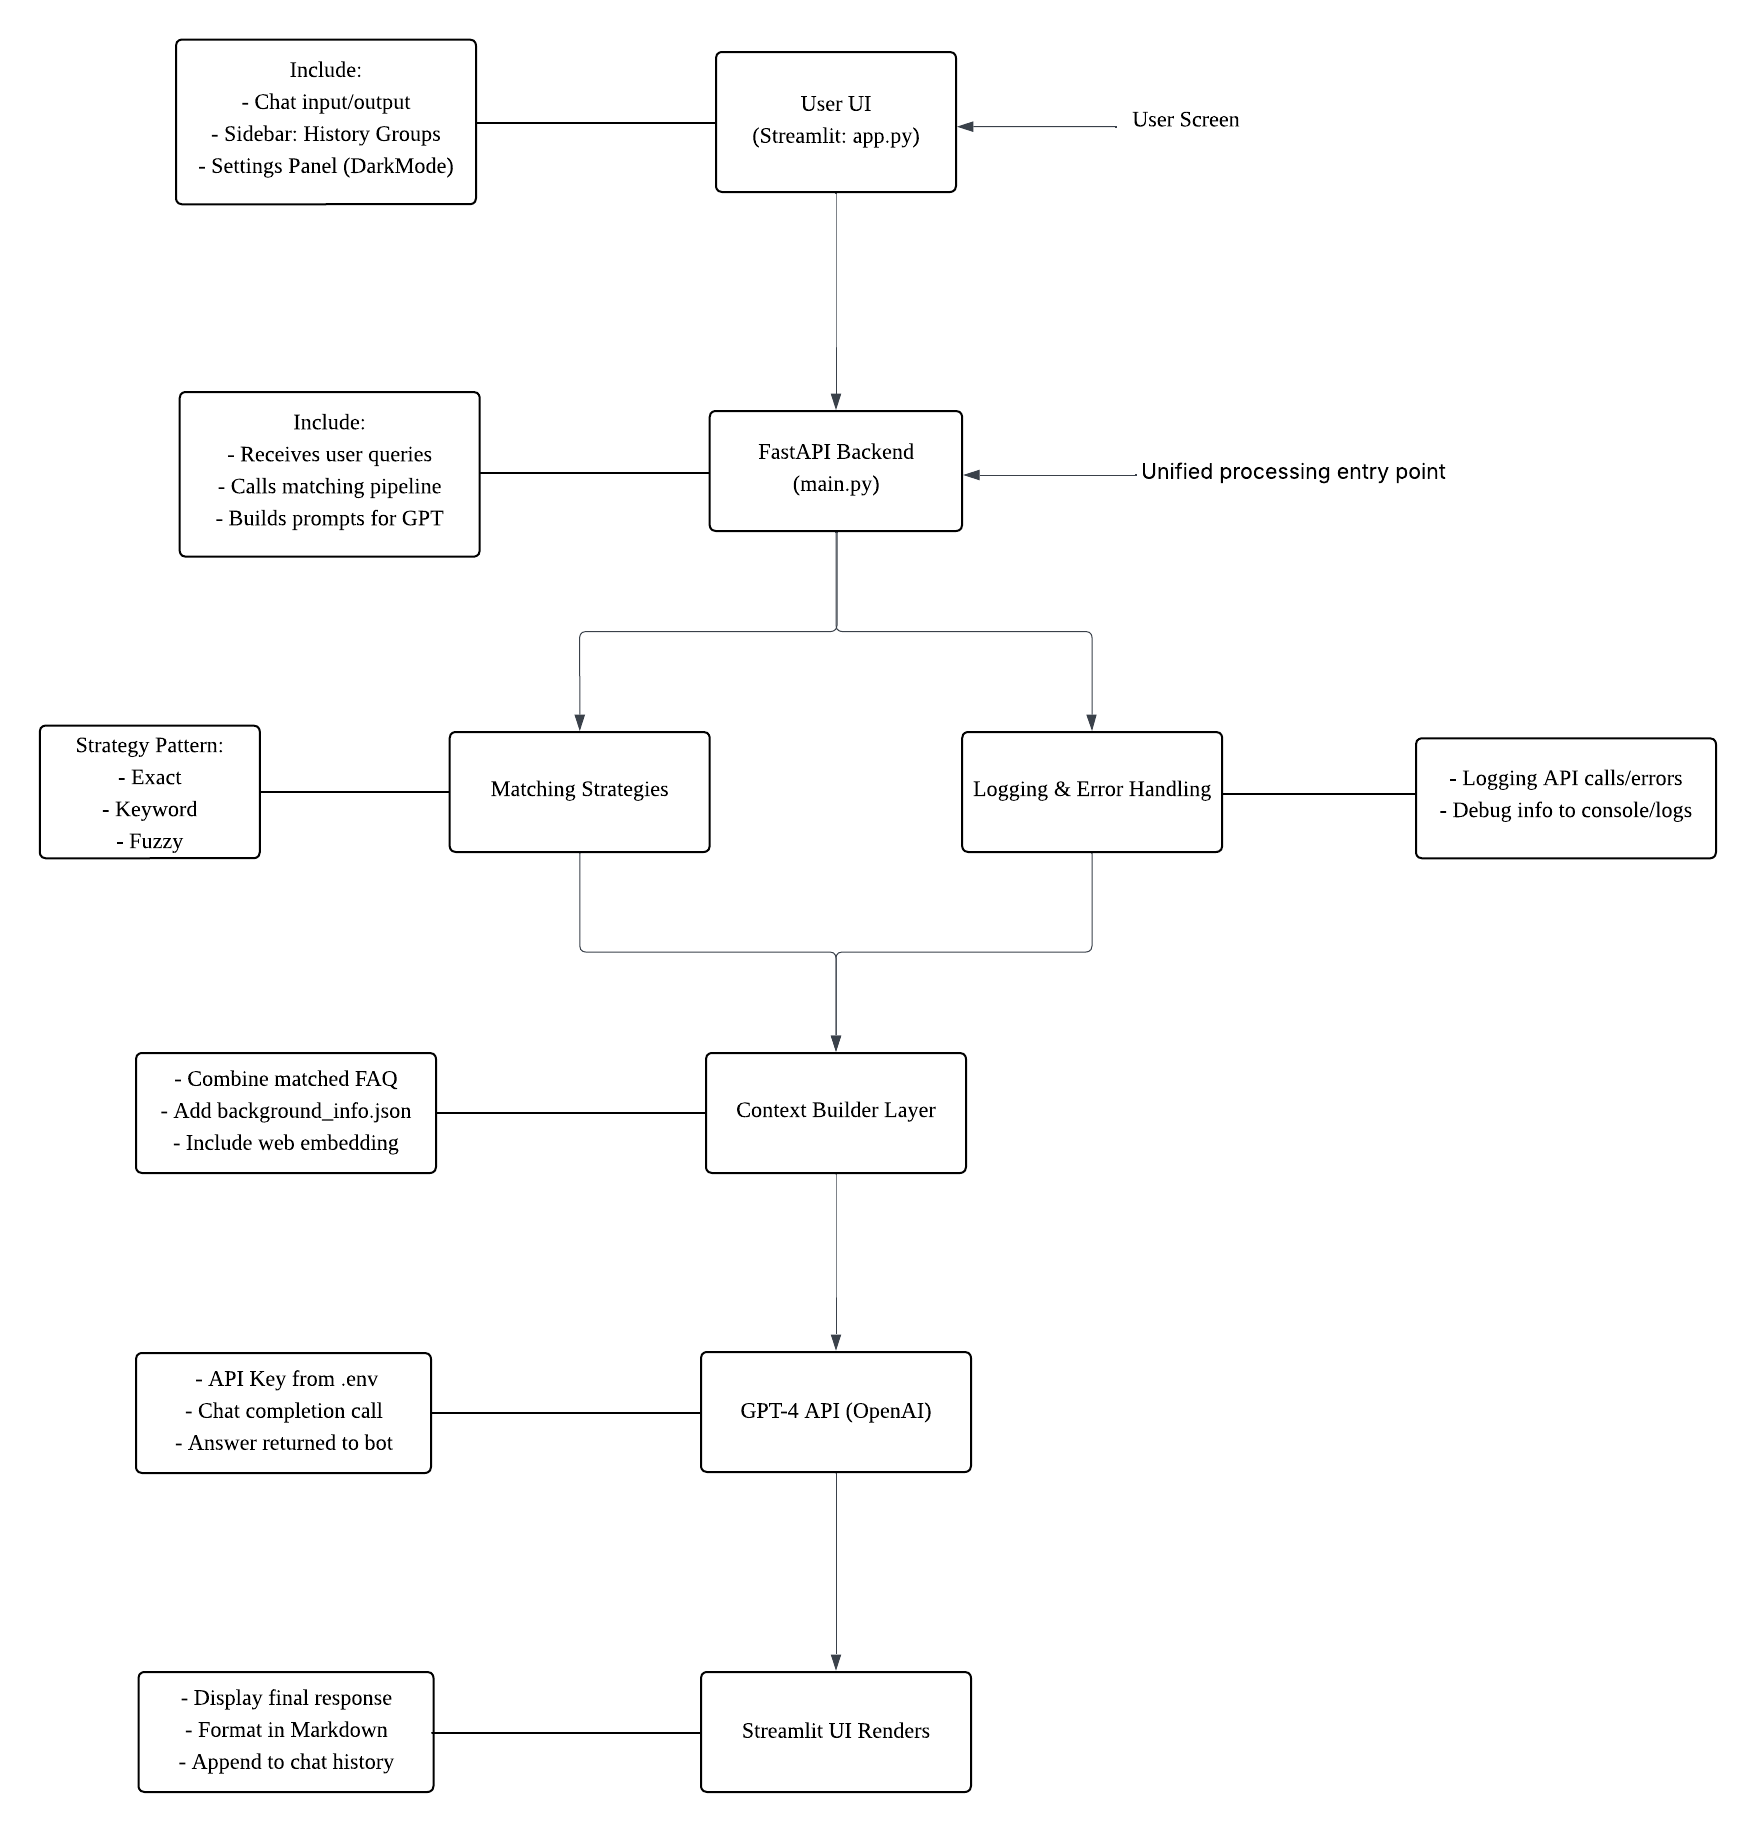 Include:
- Chat input/output
- Sidebar: History Groups
- Settings Panel (DarkMode)
User UI
(Streamlit: app.py)
User Screen
Include:
- Receives user queries
- Calls matching pipeline
- Builds prompts for GPT
FastAPI Backend
(main.py)
Unified processing entry point
Strategy Pattern:
- Exact
- Keyword
- Fuzzy
Matching Strategies
Logging & Error Handling
- Logging API calls/errors
- Debug info to console/logs
- Combine matched FAQ
- Add background_info.json
- Include web embedding
Context Builder Layer
- API Key from .env
- Chat completion call
- Answer returned to bot
GPT-4 API (OpenAI)
- Display final response
- Format in Markdown
- Append to chat history
Streamlit UI Renders